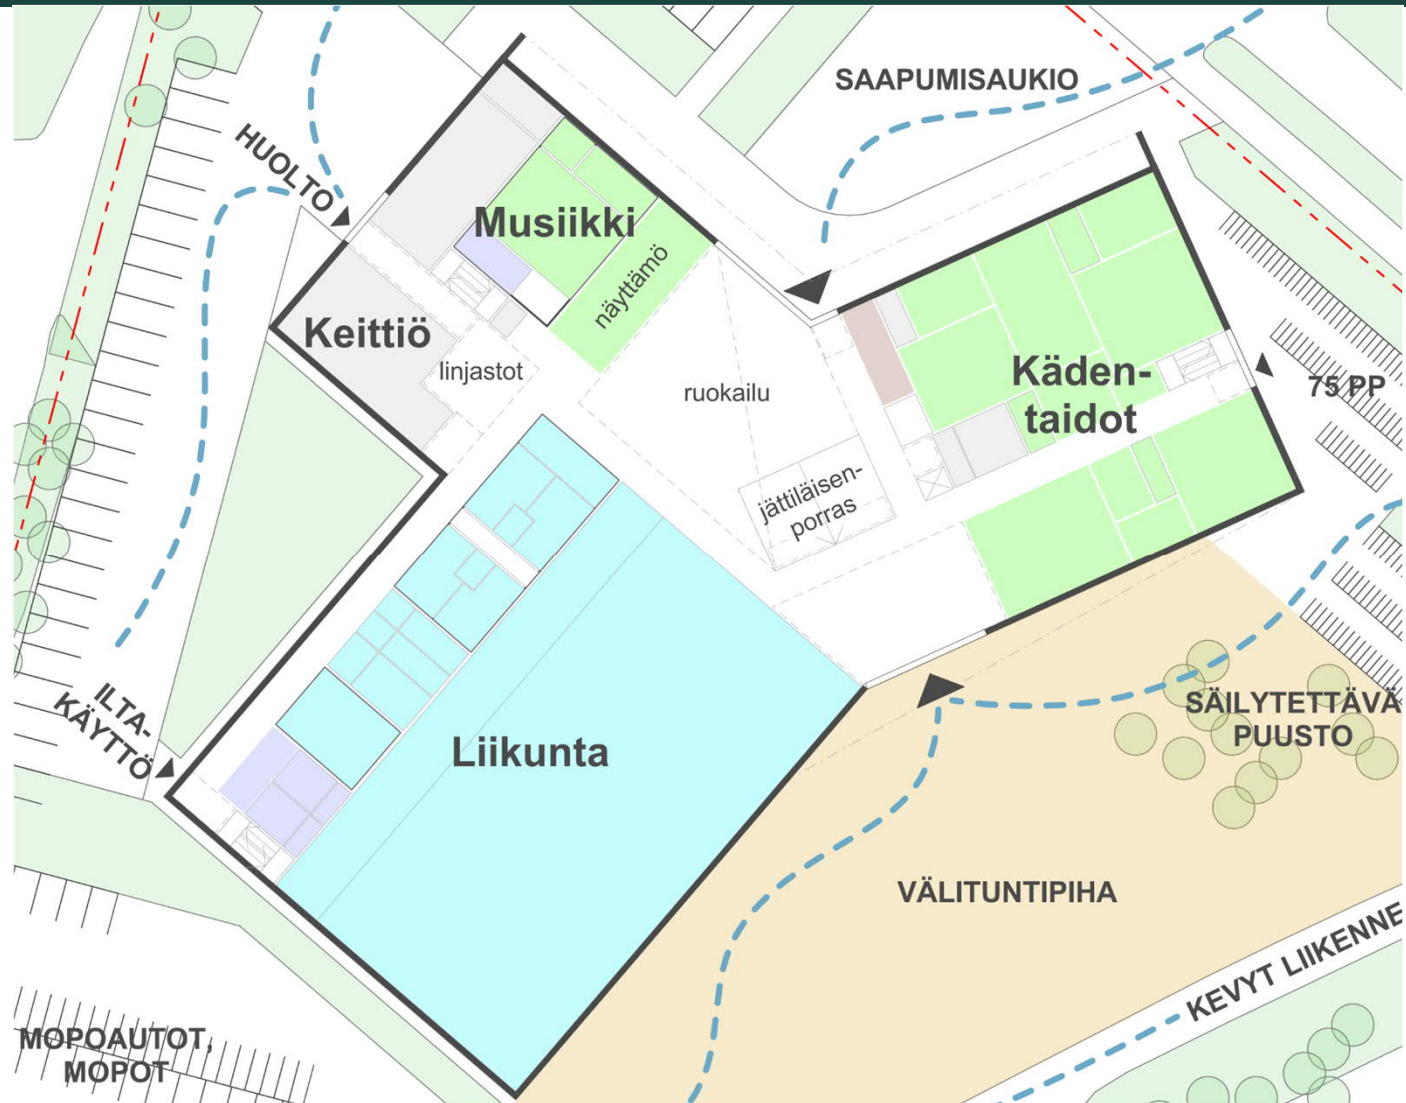 SAAPUMISAUKIO
HUOLTO
Musiikki
näyttämö
Keittiö
linjastot
ruokailu
Käden-
taidot
75 PP
jättiläisen-
porras
ILTA-
KÄYTTÖ
Liikunta
SÄILYTETTÄVÄ
PUUSTO
VÄLITUNTIPIHA
KEVYT LIIKENNE
MOPOAUTOT,
MOPOT